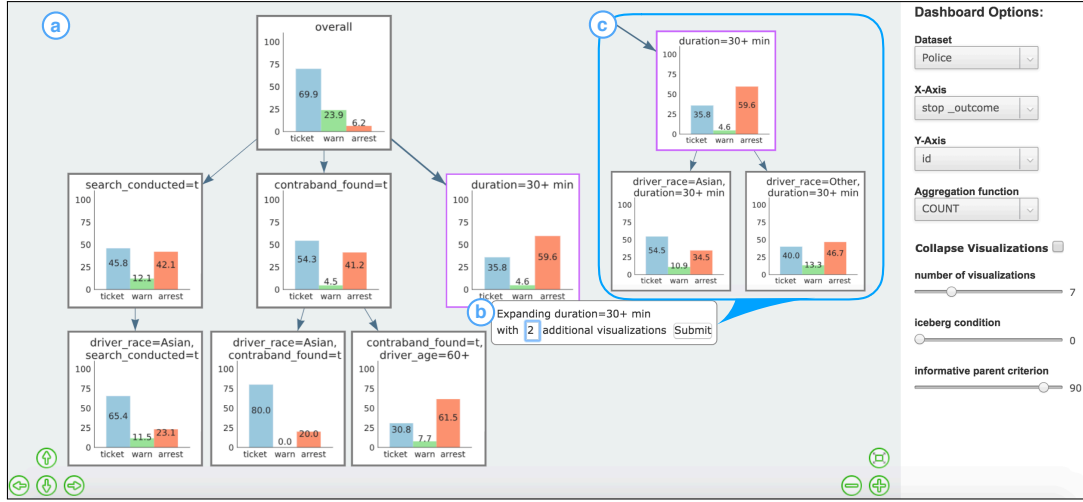 a
overall
100
75
50
25
0
69.9
23.9
6.2
ticket warn arrest
search_conducted=t
100
75
50
25
0
45.8
12.1
42.1
ticket warn arrest
contraband_found=t
100
75
50
25
0
54.3
4.5
41.2
ticket warn arrest
duration=30+ min
100
75
50
25
0
35.8
4.6
59.6
ticket warn arrest
driver_race=Asian,
search_conducted=t
100
75
50
25
0
65.4
11.5
23.1
ticket warn arrest
driver_race=Asian,
contraband_found=t
100
75
50
25
0
80.0
0.0
20.0
ticket warn arrest
contraband_found=t,
driver_age=60+
100
75
50
25
0
30.8
7.7
61.5
ticket warn arrest
b
Expanding duration=30+ min
with 2 additional visualizations Submit
c
duration=30+ min
100
75
50
25
0
35.8
4.6
59.6
ticket warn arrest
driver_race=Asian,
duration=30+ min
100
75
50
25
0
54.5
10.9
34.5
ticket warn arrest
driver_race=Other,
duration=30+ min
100
75
50
25
0
40.0
13.3
46.7
ticket warn arrest
Dashboard Options:
Dataset
Police
X-Axis
stop _outcome
Y-Axis
id
Aggregation function
COUNT
Collapse Visualizations
number of visualizations
7
iceberg condition
0
informative parent criterion
90